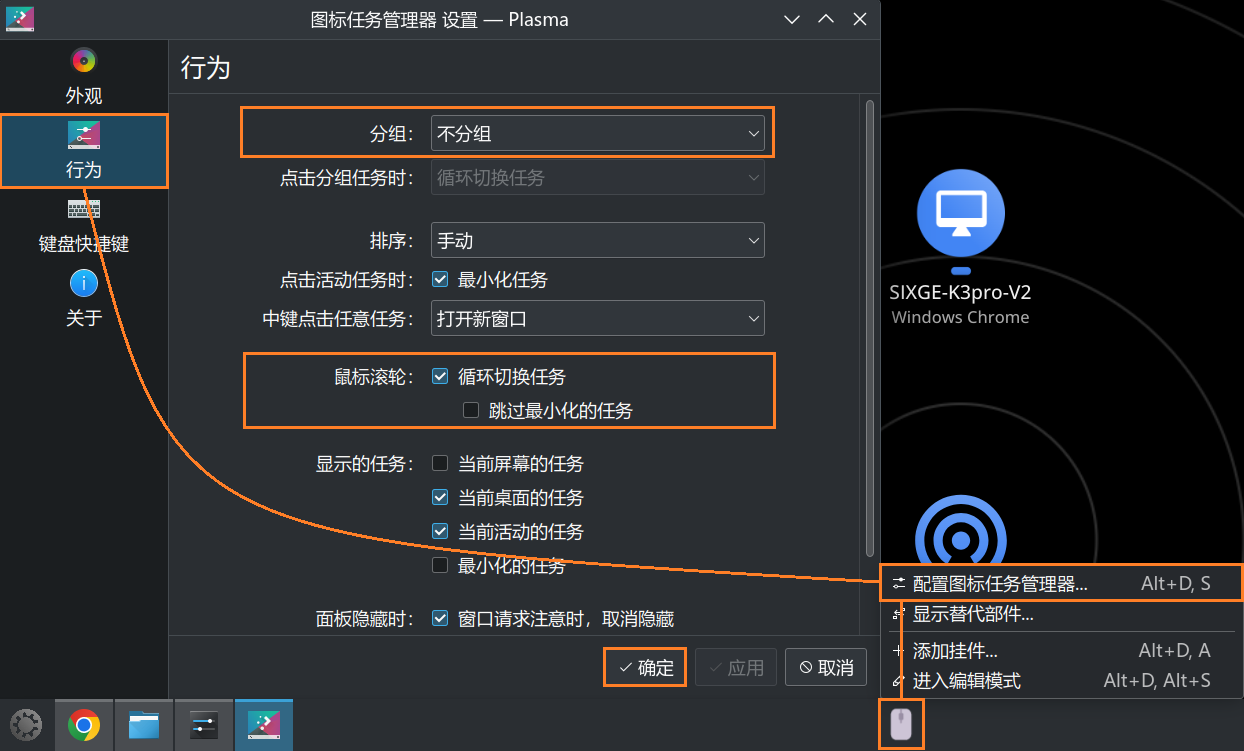 图标任务管理器 设置 — Plasma
外观
行为
键盘快捷键
关于
行为
分组： 不分组
点击分组任务时： 循环切换任务
排序： 手动
点击活动任务时： 最小化任务
中键点击任意任务： 打开新窗口
鼠标滚轮： 循环切换任务
跳过最小化的任务
显示的任务： 当前屏幕的任务
当前桌面的任务
当前活动的任务
最小化的任务
面板隐藏时： 窗口请求注意时，取消隐藏
确定 应用 取消
SIXGE-K3pro-V2
Windows Chrome
配置图标任务管理器... Alt+D, S
显示替代部件...
添加挂件... Alt+D, A
进入编辑模式 Alt+D, Alt+S